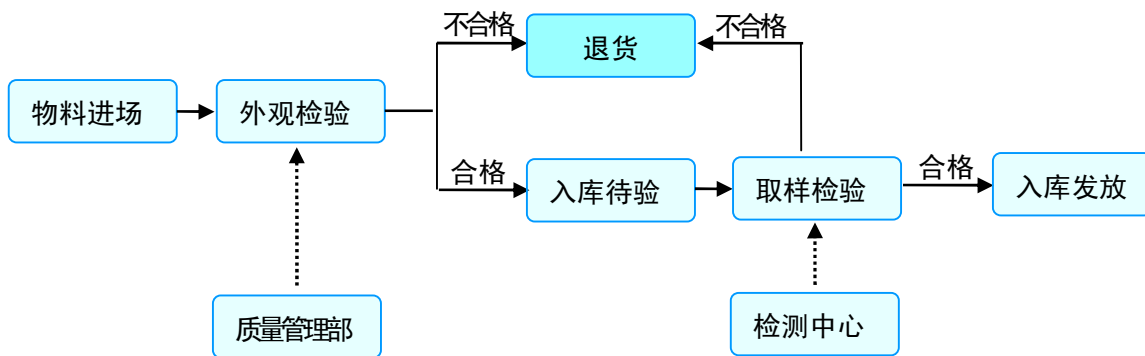 不合格
退货
不合格
物料进场
外观检验
合格
入库待验
取样检验
合格
入库发放
质量管理部
检测中心